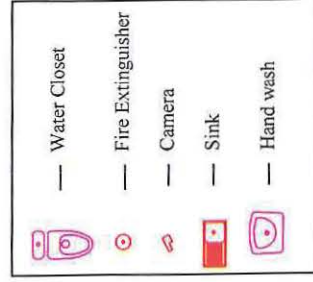 — Water Closet
— Fire Extinguisher
— Camera
— Sink
— Hand wash